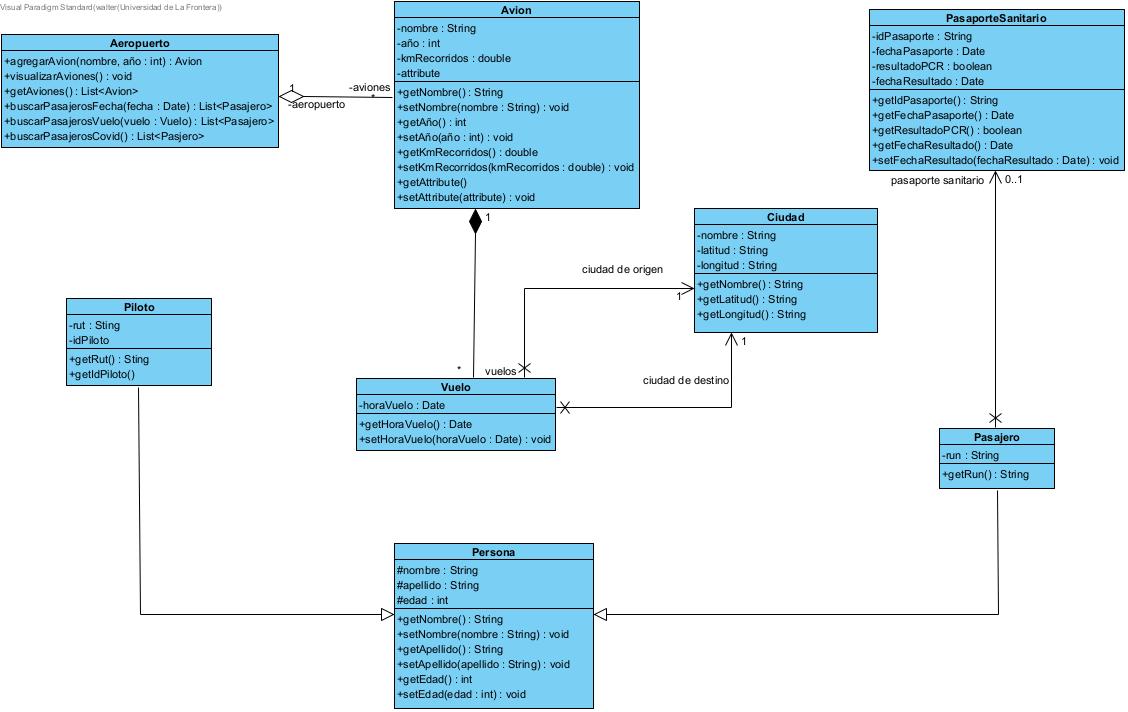 Visual Paradigm Standard(walter(Universidad de La Frontera))
Aeropuerto
+agregarAvion(nombre, año : int) : Avion
+visualizarAviones() : void
+getAviones() : List<Avion>
+buscarPasajerosFecha(fecha : Date) : List<Pasajero>
+buscarPasajerosVuelo(vuelo : Vuelo) : List<Pasajero>
+buscarPasajerosCovid() : List<Pasjero>
1
-aeropuerto
-aviones
*
Avion
-nombre : String
-año : int
-kmRecorridos : double
-attribute
+getNombre() : String
+setNombre(nombre : String) : void
+getAño() : int
+setAño(año : int) : void
+getKmRecorridos() : double
+setKmRecorridos(kmRecorridos : double) : void
+getAttribute()
+setAttribute(attribute) : void
1
PasaporteSanitario
-idPasaporte : String
-fechaPasaporte : Date
-resultadoPCR : boolean
-fechaResultado : Date
+getIdPasaporte() : String
+getFechaPasaporte() : Date
+getResultadoPCR() : boolean
+getFechaResultado() : Date
+setFechaResultado(fechaResultado : Date) : void
pasaporte sanitario
0..1
Ciudad
-nombre : String
-latitud : String
-longitud : String
+getNombre() : String
+getLatitud() : String
+getLongitud() : String
ciudad de origen
1
1
ciudad de destino
Piloto
-rut : Sting
-idPiloto
+getRut() : Sting
+getIdPiloto()
*
vuelos
Vuelo
-horaVuelo : Date
+getHoraVuelo() : Date
+setHoraVuelo(horaVuelo : Date) : void
Pasajero
-run : String
+getRun() : String
Persona
#nombre : String
#apellido : String
#edad : int
+getNombre() : String
+setNombre(nombre : String) : void
+getApellido() : String
+setApellido(apellido : String) : void
+getEdad() : int
+setEdad(edad : int) : void